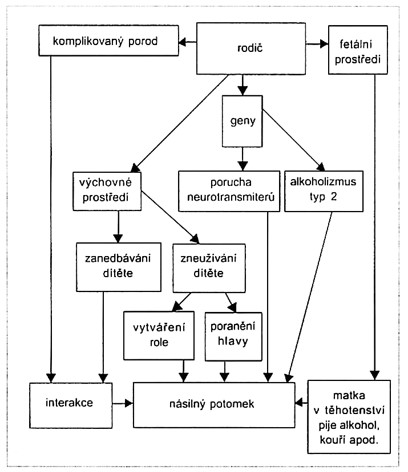 komplikovaný porod
rodič
fetální
prostředí
geny
výchovné
prostředí
porucha
neurotransmiterů
alkoholizmus
typ 2
zanedbávání
dítěte
zneužívání
dítěte
vytváření
role
poranění
hlavy
interakce
násilný potomek
matka
v těhotenství
pije alkohol,
kouří apod.